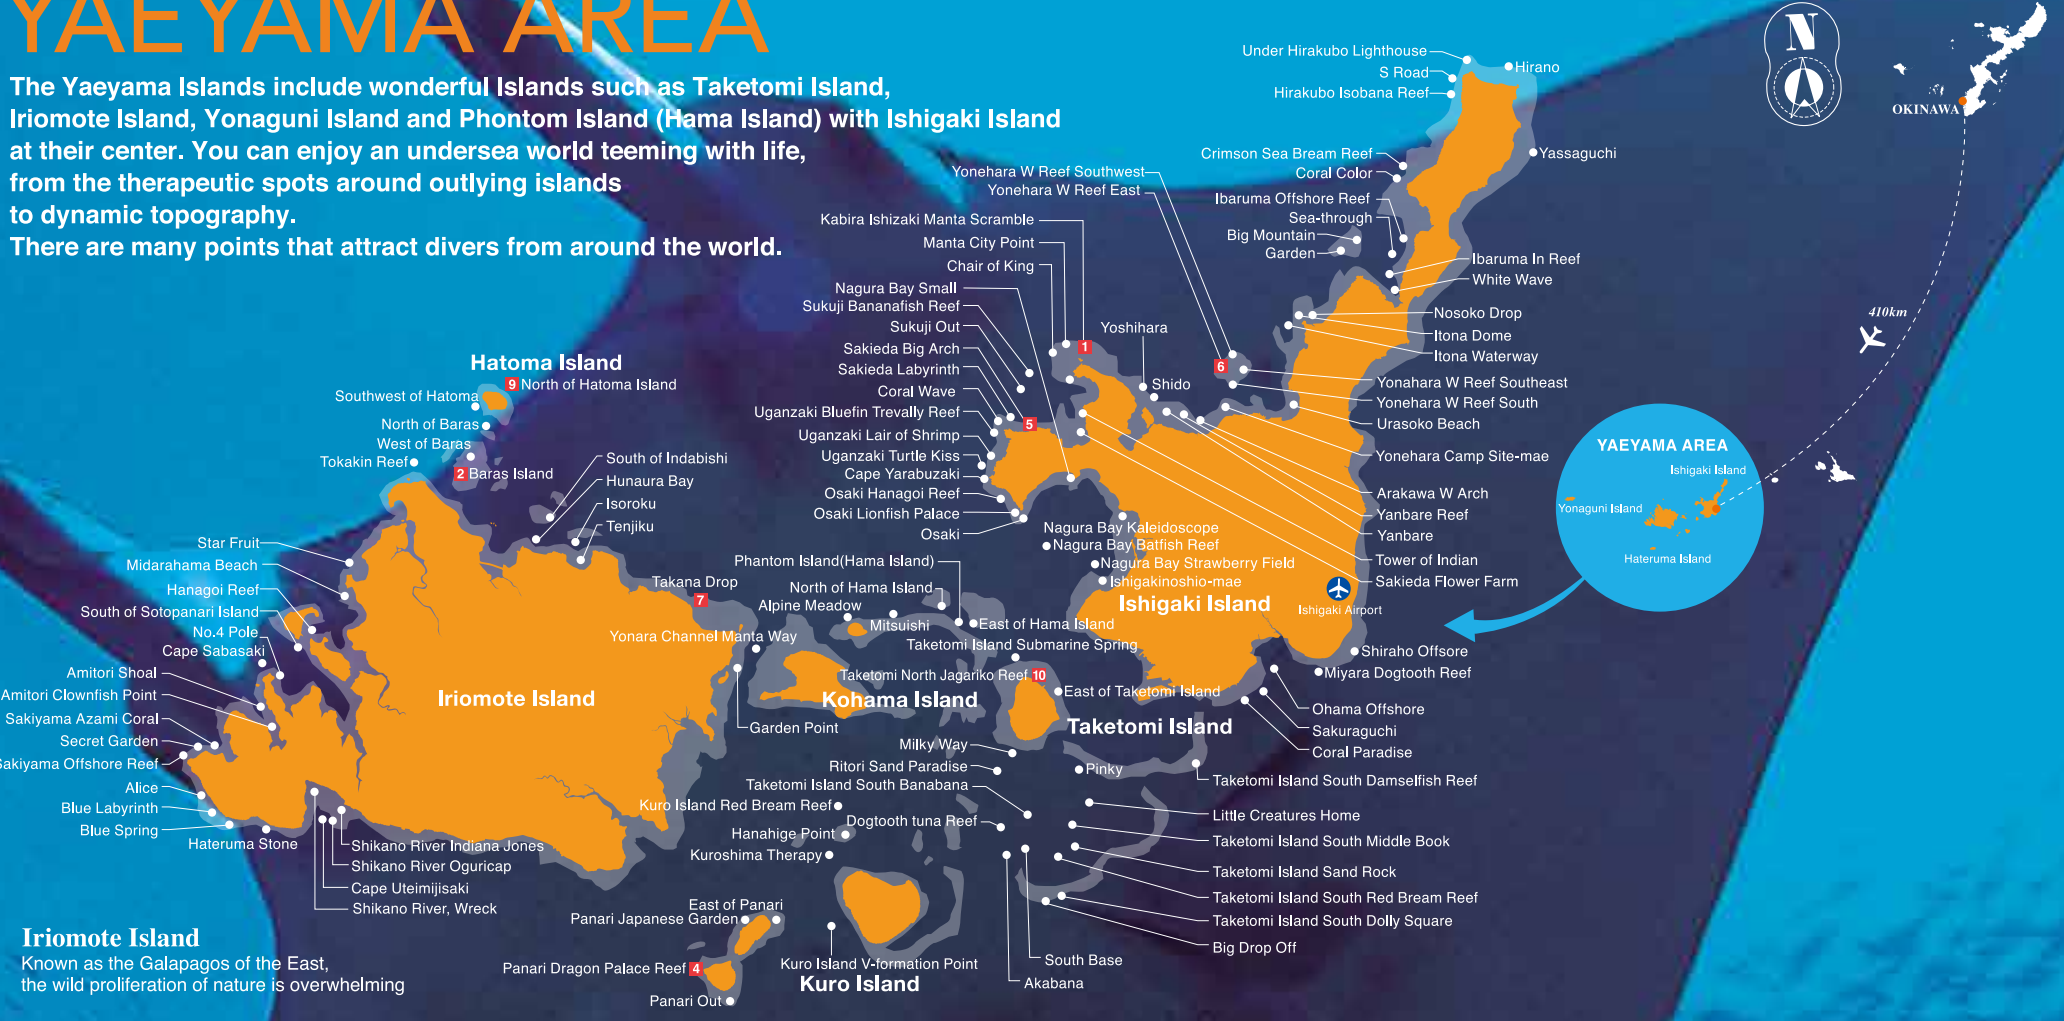 YAEYAMA AREA
The Yaeyama Islands include wonderful Islands such as Taketomi Island,
Iriomote Island, Yonaguni Island and Phontom Island (Hama Island) with Ishigaki Island
at their center. You can enjoy an undersea world teeming with life,
from the therapeutic spots around outlying islands
to dynamic topography.
There are many points that attract divers from around the world.
N
OKINAWA
410km
YAEYAMA AREA
Ishigaki Island
Yonaguni Island
Hateruma Island
Under Hirakubo Lighthouse
S Road
Hirakubo Isobana Reef
Hirano
Yassaguchi
Crimson Sea Bream Reef
Coral Color
Ibaruma Offshore Reef
Sea-through
Big Mountain
Garden
Ibaruma In Reef
White Wave
Yonehara W Reef Southwest
Yonehara W Reef East
Kabira Ishizaki Manta Scramble
Manta City Point
Chair of King
Nagura Bay Small
Sukuji Bananafish Reef
Sukuji Out
Sakieda Big Arch
Sakieda Labyrinth
Coral Wave
Uganzaki Bluefin Trevally Reef
Uganzaki Lair of Shrimp
Uganzaki Turtle Kiss
Cape Yarabuzaki
Osaki Hanagoi Reef
Osaki Lionfish Palace
Osaki
1
5
6
Yoshihara
Shido
Nosoko Drop
Itona Dome
Itona Waterway
Yonahara W Reef Southeast
Yonehara W Reef South
Urasoko Beach
Yonehara Camp Site-mae
Arakawa W Arch
Yanbare Reef
Yanbare
Tower of Indian
Sakieda Flower Farm
Nagura Bay Kaleidoscope
Nagura Bay Batfish Reef
Nagura Bay Strawberry Field
Ishigakinoshio-mae
Ishigaki Island
Ishigaki Airport
Shiraho Offsore
Miyara Dogtooth Reef
Ohama Offshore
Sakuraguchi
Coral Paradise
Hatoma Island
9 North of Hatoma Island
Southwest of Hatoma
North of Baras
West of Baras
Tokakin Reef
2 Baras Island
South of Indabishi
Hunaura Bay
Isoroku
Tenjiku
Star Fruit
Midarahama Beach
Hanagoi Reef
South of Sotopanari Island
No.4 Pole
Cape Sabasaki
Amitori Shoal
Amitori Clownfish Point
Sakiyama Azami Coral
Secret Garden
Sakiyama Offshore Reef
Alice
Blue Labyrinth
Blue Spring
Hateruma Stone
Iriomote Island
Shikano River Indiana Jones
Shikano River Oguricap
Cape Uteimijisaki
Shikano River, Wreck
Takana Drop
7
Yonara Channel Manta Way
Garden Point
Phantom Island(Hama Island)
North of Hama Island
Alpine Meadow
Mitsuishi
East of Hama Island
Taketomi Island Submarine Spring
Taketomi North Jagariko Reef 10
Kohama Island
East of Taketomi Island
Taketomi Island
Milky Way
Ritori Sand Paradise
Taketomi Island South Banabana
Pinky
Kuro Island Red Bream Reef
Dogtooth tuna Reef
Hanahige Point
Kuroshima Therapy
Taketomi Island South Damselfish Reef
Little Creatures Home
Taketomi Island South Middle Book
Taketomi Island Sand Rock
Taketomi Island South Red Bream Reef
Taketomi Island South Dolly Square
Big Drop Off
South Base
Akabana
East of Panari
Panari Japanese Garden
Panari Dragon Palace Reef 4
Panari Out
Kuro Island V-formation Point
Kuro Island
Iriomote Island
Known as the Galapagos of the East,
the wild proliferation of nature is overwhelming